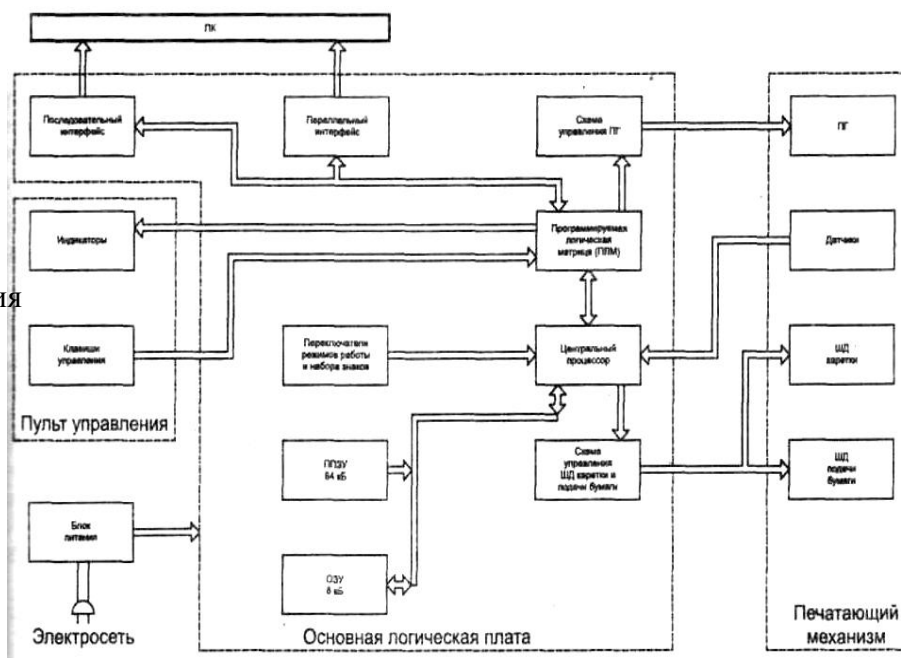 ПК
Последовательный
интерфейс
Параллельный
интерфейс
Схема
управления ПГ
ПГ
Индикаторы
Программируемая
логическая
матрица (ПЛМ)
Датчики
ия
Клавиши
управления
Переключатели
режимов работы
и набора знаков
Центральный
процессор
ШД
каретки
Пульт управления
ППЗУ
64 кБ
Схема
управления
ШД каретки и
подачи бумаги
ШД
подачи
бумаги
Блок
питания
ОЗУ
8 кБ
Электросеть
Основная логическая плата
Печатающий
механизм